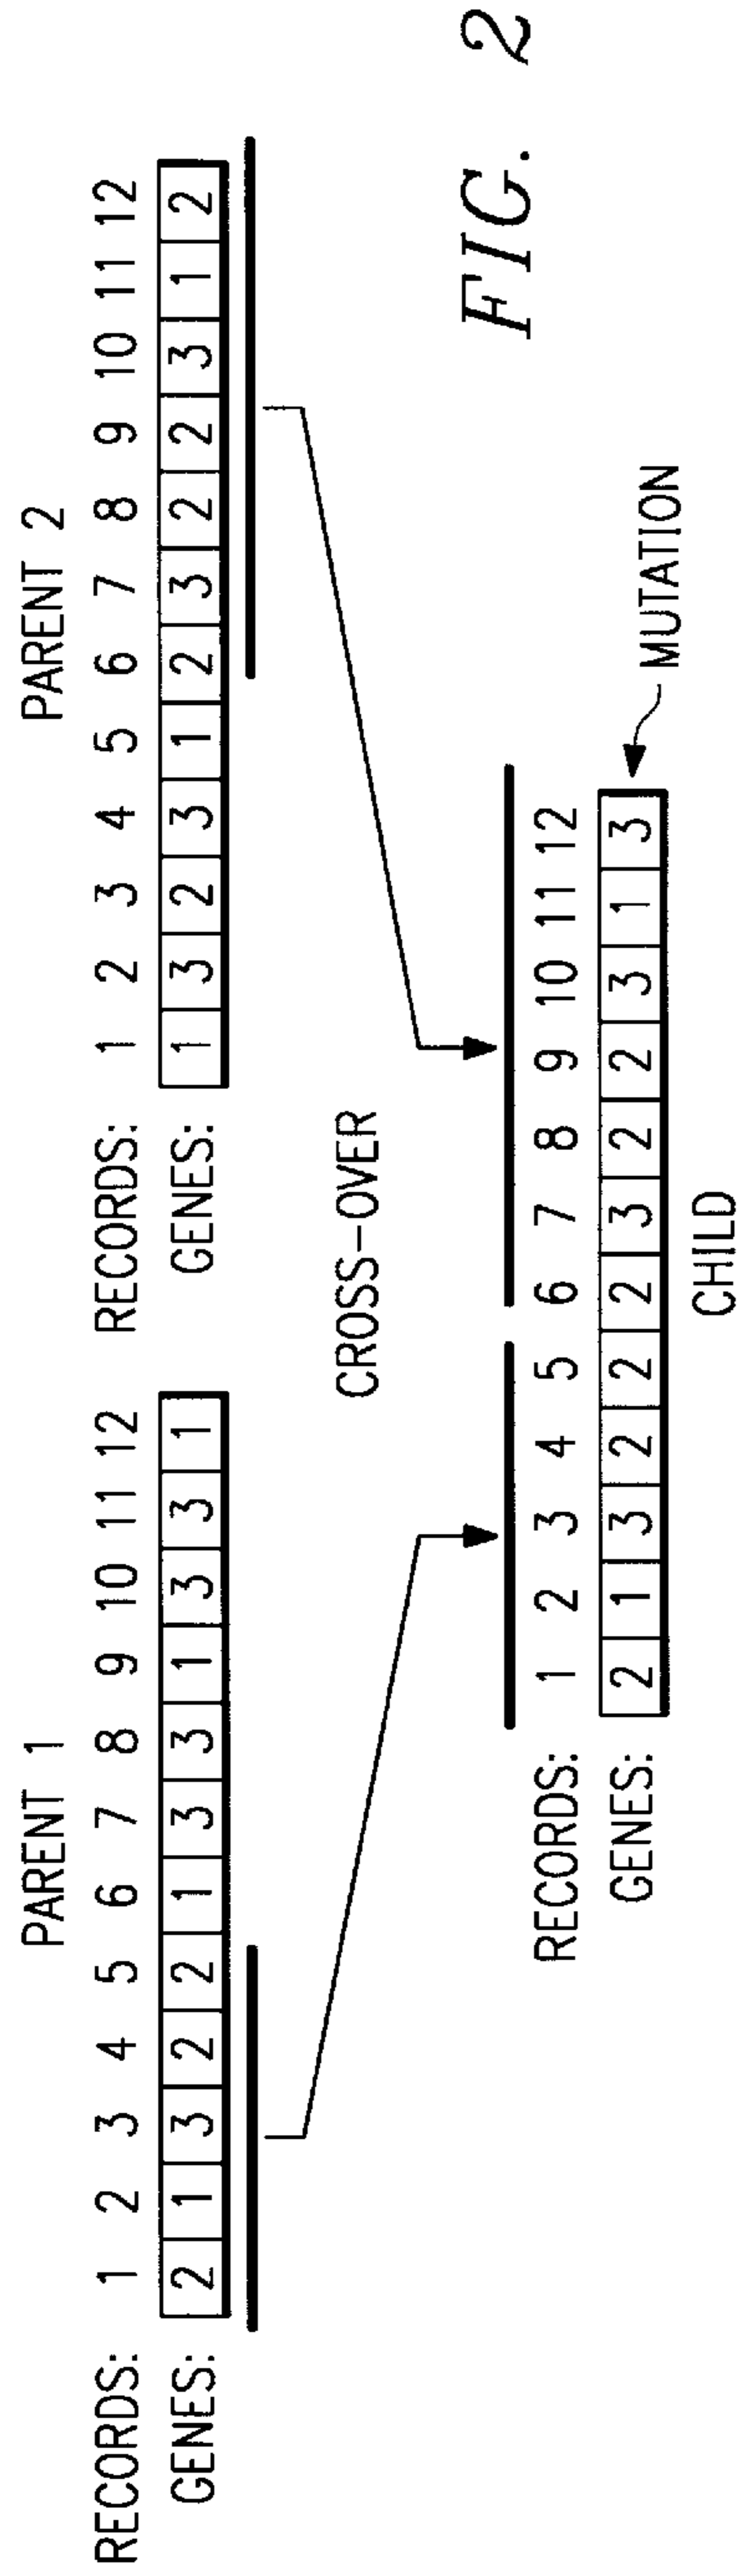 PARENT 1
RECORDS: 1 2 3 4 5 6 7 8 9 10 11 12
GENES: 2 1 3 2 2 1 3 3 1 3 3 1
PARENT 2
RECORDS: 1 2 3 4 5 6 7 8 9 10 11 12
GENES: 1 3 2 3 1 2 3 2 2 3 1 2
CROSS-OVER
RECORDS: 1 2 3 4 5 6 7 8 9 10 11 12
GENES: 2 1 3 2 2 2 3 2 2 3 1 3
MUTATION
CHILD
FIG. 2